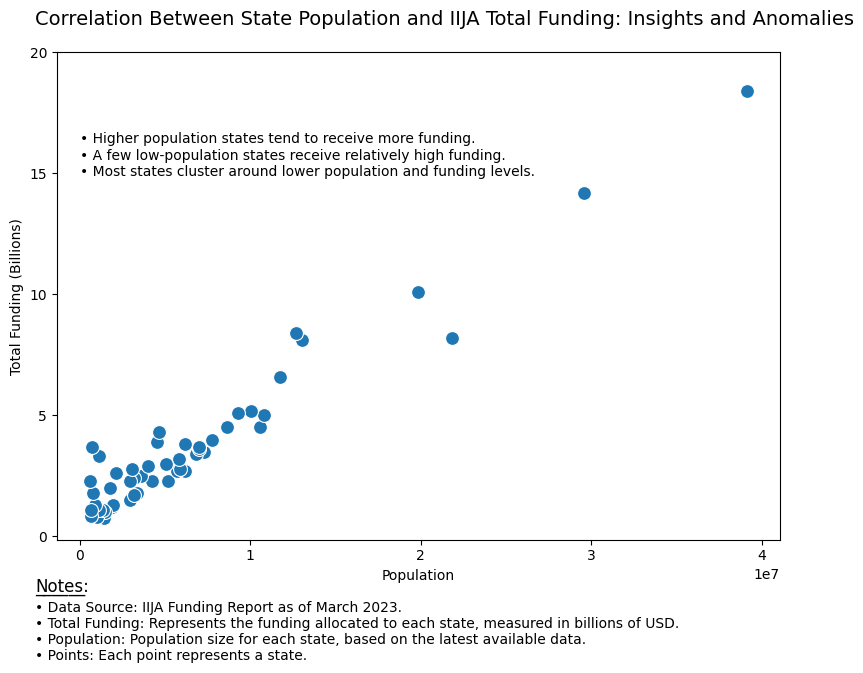 Correlation Between State Population and IIJA Total Funding: Insights and Anomalies
20
• Higher population states tend to receive more funding.
• A few low-population states receive relatively high funding.
• Most states cluster around lower population and funding levels.
15
Total Funding (Billions)
10
5
0
0 1 2 3 4
1e7
Population
Notes:
• Data Source: IIJA Funding Report as of March 2023.
• Total Funding: Represents the funding allocated to each state, measured in billions of USD.
• Population: Population size for each state, based on the latest available data.
• Points: Each point represents a state.